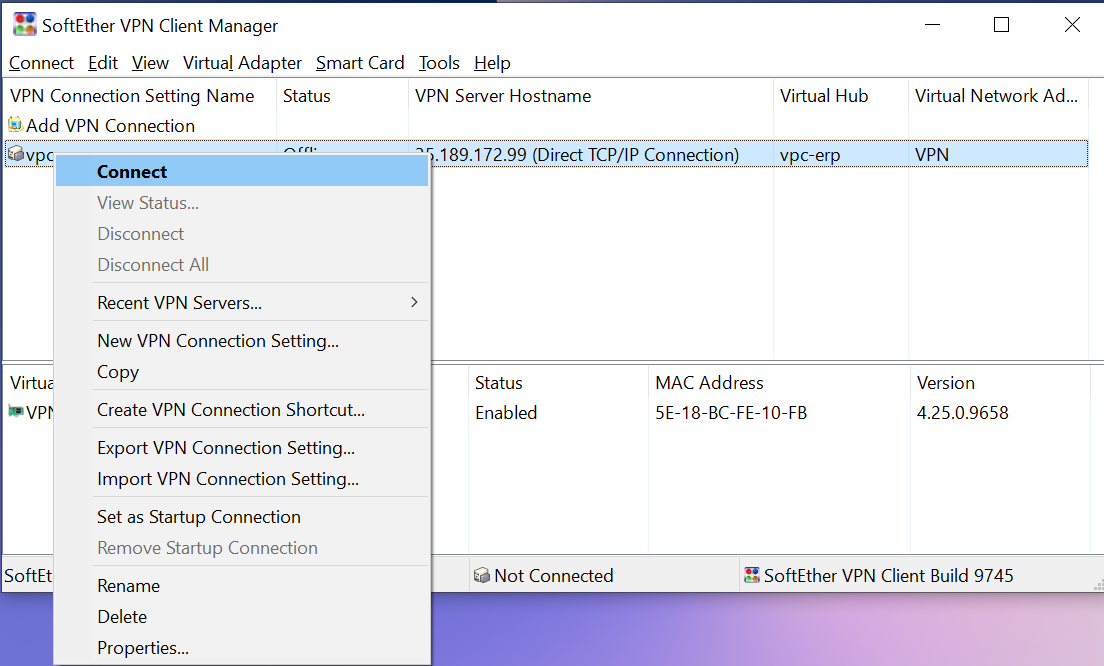 SoftEther VPN Client Manager
Connect Edit View Virtual Adapter Smart Card Tools Help
VPN Connection Setting Name Status VPN Server Hostname Virtual Hub Virtual Network Ad...
Add VPN Connection
vpc 5.189.172.99 (Direct TCP/IP Connection) vpc-erp VPN
Connect
View Status...
Disconnect
Disconnect All
Recent VPN Servers...
New VPN Connection Setting...
Copy
Create VPN Connection Shortcut...
Export VPN Connection Setting...
Import VPN Connection Setting...
Set as Startup Connection
Remove Startup Connection
Rename
Delete
Properties...
Virtua Status MAC Address Version
VPN Enabled 5E-18-BC-FE-10-FB 4.25.0.9658
SoftEt Not Connected SoftEther VPN Client Build 9745